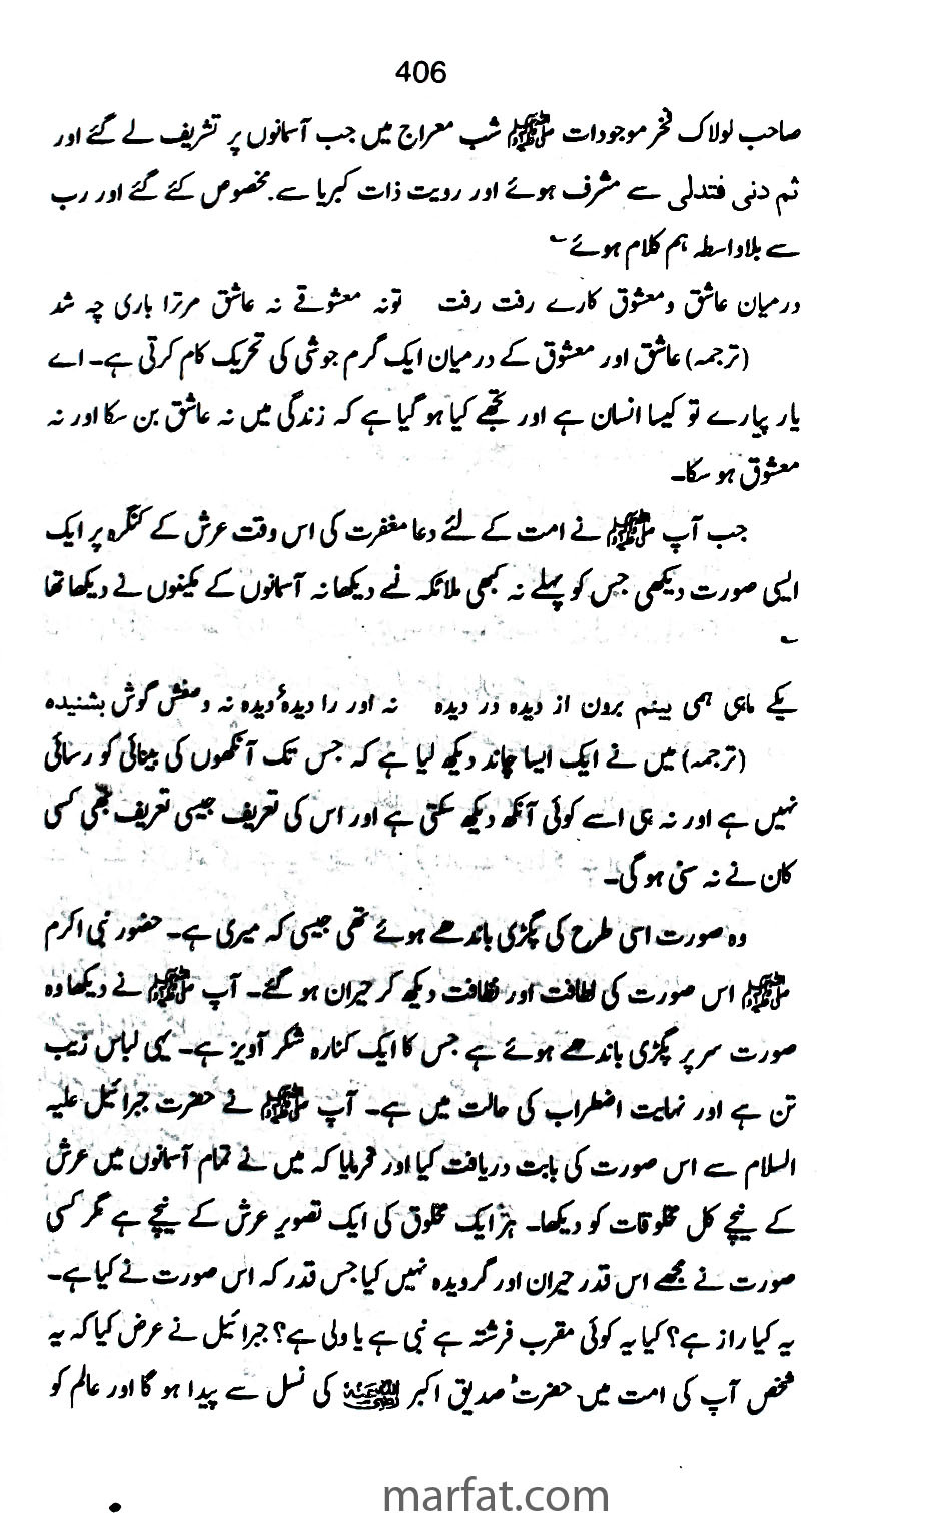 406
صاحب لولاک فخر موجودات ﷺ شب معراج میں جب آسمانوں پر تشریف لے گئے اور
ثم دنی فتدلی سے مشرف ہوئے اور رویت ذات کبریا سے مخصوص کئے گئے اور رب
سے بلاواسطہ ہم کلام ہوئے ؎
درمیان عاشق و معشوق کارے رفت رفت تو نہ معشوقے نہ عاشق مرترا باری چہ شد
(ترجمہ) عاشق اور معشوق کے درمیان ایک گرم جوشی کی تحریک کام کرتی ہے۔ اے
یار پیارے تو کیسا انسان ہے اور تجھے کیا ہو گیا ہے کہ زندگی میں نہ عاشق بن سکا اور نہ
معشوق ہو سکا۔
جب آپ ﷺ نے امت کے لئے دعا مغفرت کی اس وقت عرش کے کنگرہ پر ایک
ایسی صورت دیکھی جس کو پہلے نہ کبھی ملائکہ نے دیکھا نہ آسمانوں کے مکینوں نے دیکھا تھا
؎
یکے ماہی ہمی بینم برون از دیدہ در دیدہ نہ اور را دیدۂ دیدہ نہ وصفش گوش بشنیدہ
(ترجمہ) میں نے ایک ایسا چاند دیکھ لیا ہے کہ جس تک آنکھوں کی بینائی کو رسائی
نہیں ہے اور نہ ہی اسے کوئی آنکھ دیکھ سکتی ہے اور اس کی تعریف جیسی تعریف بھی کسی
کان نے نہ سنی ہو گی۔
وہ صورت اسی طرح کی پگڑی باندھے ہوئے تھی جیسی کہ میری ہے۔ حضور نبی اکرم
ﷺ اس صورت کی لطافت اور نظافت دیکھ کر حیران ہو گئے۔ آپ ﷺ نے دیکھا وہ
صورت سر پر پگڑی باندھے ہوئے ہے جس کا ایک کنارہ شکر آویز ہے۔ یہی لباس زیب
تن ہے اور نہایت اضطراب کی حالت میں ہے۔ آپ ﷺ نے حضرت جبرائیل علیہ
السلام سے اس صورت کی بابت دریافت کیا اور فرمایا کہ میں نے تمام آسمانوں میں عرش
کے نیچے کل مخلوقات کو دیکھا۔ ہر ایک مخلوق کی ایک تصویر عرش کے نیچے ہے مگر کسی
صورت نے مجھے اس قدر حیران اور گرویدہ نہیں کیا جس قدر کہ اس صورت نے کیا ہے۔
یہ کیا راز ہے؟ کیا یہ کوئی مقرب فرشتہ ہے نبی ہے یا ولی ہے؟ جبرائیل نے عرض کیا کہ یہ
شخص آپ کی امت میں حضرت صدیق اکبر رضی اللہ عنہ کی نسل سے پیدا ہو گا اور عالم کو
marfat.com